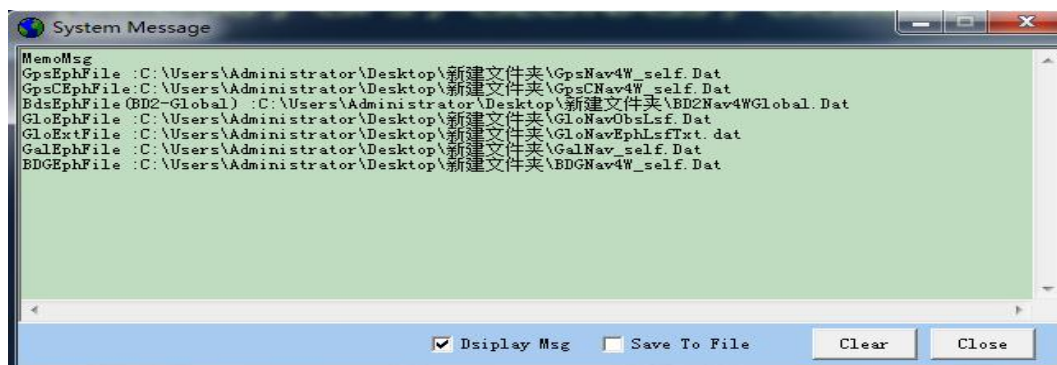 System Message
MemoMsg
GpsEphFile :C:\Users\Administrator\Desktop\新建文件夹\GpsNav4W_self.Dat
GpsCEphFile:C:\Users\Administrator\Desktop\新建文件夹\GpsCNav4W_self.Dat
BdsEphFile(BD2-Global) :C:\Users\Administrator\Desktop\新建文件夹\BD2Nav4WGlobal.Dat
GloEphFile :C:\Users\Administrator\Desktop\新建文件夹\GloNavObsLsf.Dat
GloExtFile :C:\Users\Administrator\Desktop\新建文件夹\GloNavEphLsfTxt.dat
GalEphFile :C:\Users\Administrator\Desktop\新建文件夹\GalNav_self.Dat
BDGEphFile :C:\Users\Administrator\Desktop\新建文件夹\BDGNav4W_self.Dat
Dsiplay Msg Save To File Clear Close